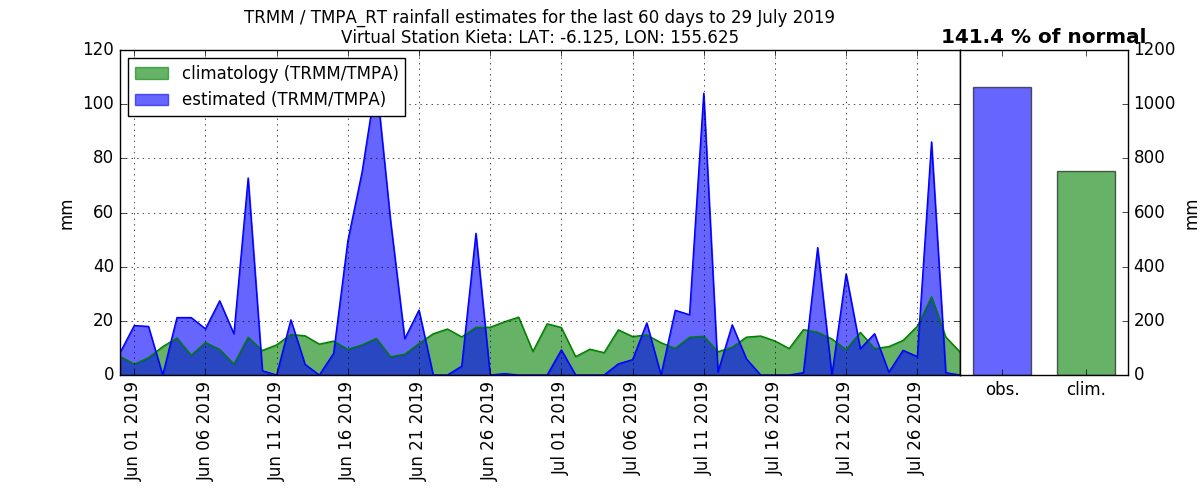 TRMM / TMPA_RT rainfall estimates for the last 60 days to 29 July 2019
Virtual Station Kieta: LAT: -6.125, LON: 155.625
141.4 % of normal
climatology (TRMM/TMPA)
estimated (TRMM/TMPA)
mm
120
100
80
60
40
20
0
Jun 01 2019
Jun 06 2019
Jun 11 2019
Jun 16 2019
Jun 21 2019
Jun 26 2019
Jul 01 2019
Jul 06 2019
Jul 11 2019
Jul 16 2019
Jul 21 2019
Jul 26 2019
obs.
clim.
1200
1000
800
600
400
200
0
mm